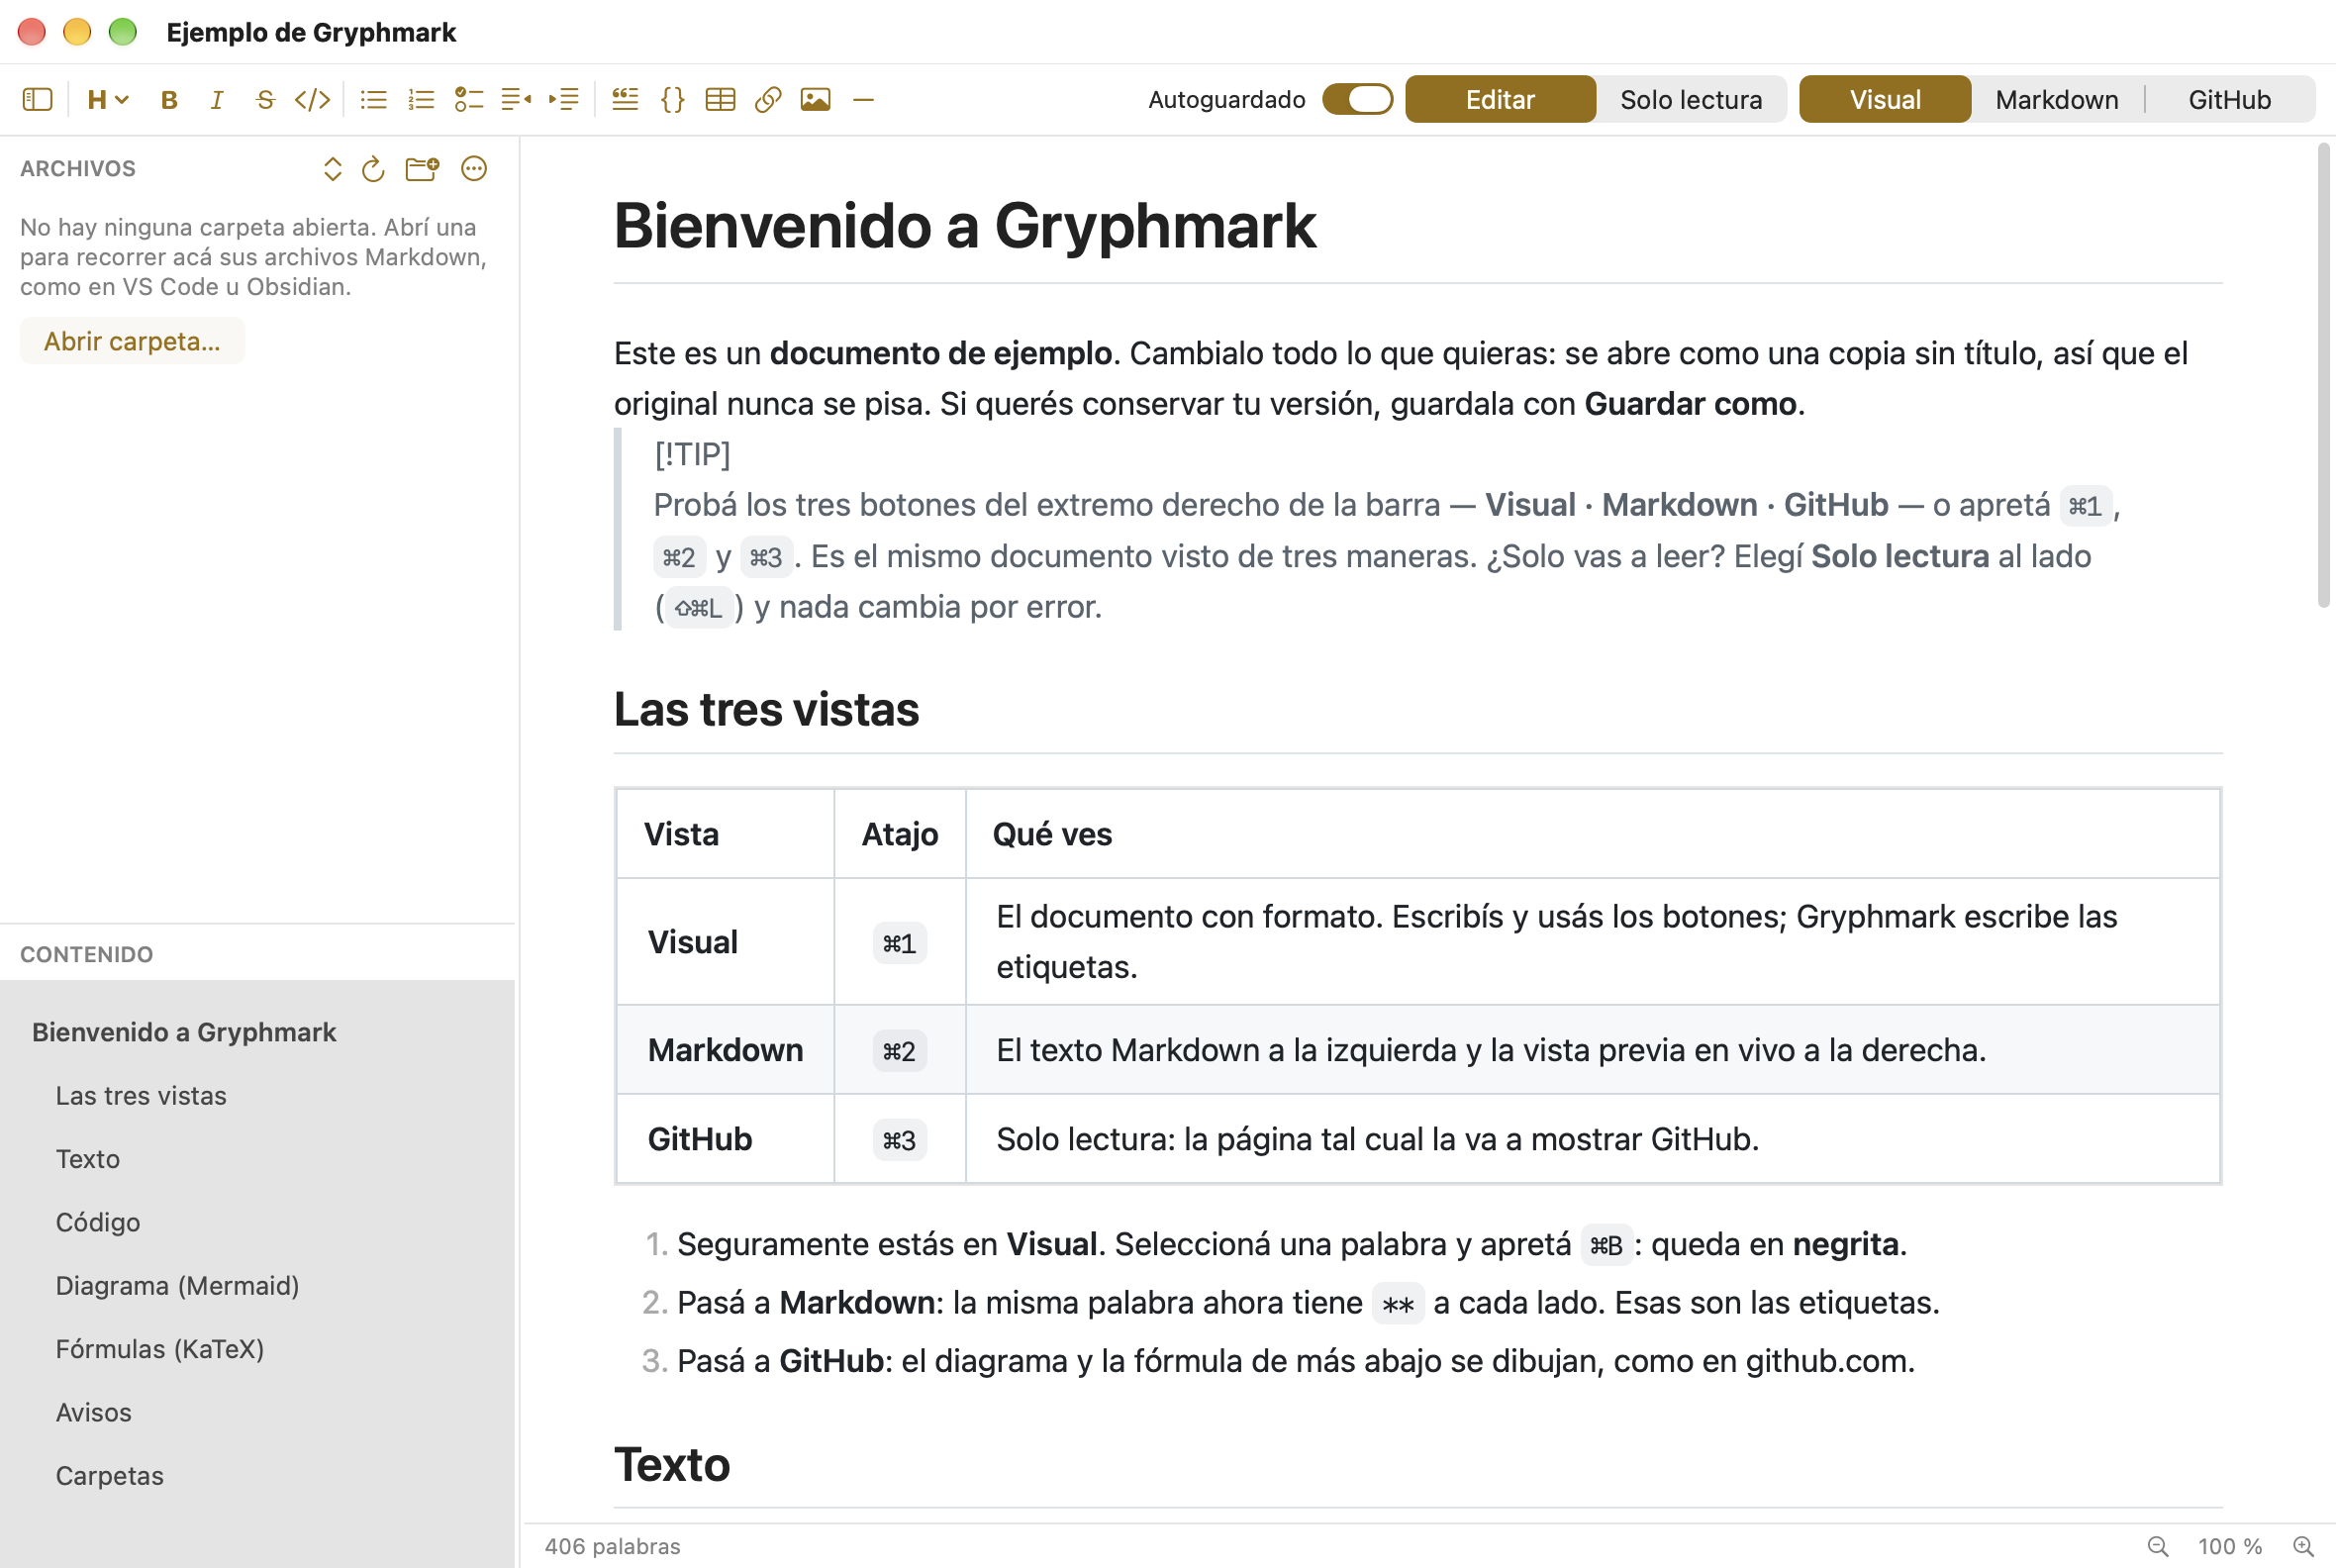 Ejemplo de Gryphmark
H B I S </> {}
Autoguardado Editar Solo lectura Visual Markdown GitHub
ARCHIVOS
No hay ninguna carpeta abierta. Abrí una
para recorrer acá sus archivos Markdown,
como en VS Code u Obsidian.
Abrir carpeta...
CONTENIDO
Bienvenido a Gryphmark
Las tres vistas
Texto
Código
Diagrama (Mermaid)
Fórmulas (KaTeX)
Avisos
Carpetas
Bienvenido a Gryphmark
Este es un documento de ejemplo. Cambialo todo lo que quieras: se abre como una copia sin título, así que el
original nunca se pisa. Si querés conservar tu versión, guardala con Guardar como.
[!TIP]
Probá los tres botones del extremo derecho de la barra — Visual · Markdown · GitHub — o apretá ⌘1,
⌘2 y ⌘3. Es el mismo documento visto de tres maneras. ¿Solo vas a leer? Elegí Solo lectura al lado
(⇧⌘L) y nada cambia por error.
Las tres vistas
Vista Atajo Qué ves
Visual ⌘1 El documento con formato. Escribís y usás los botones; Gryphmark escribe las
etiquetas.
Markdown ⌘2 El texto Markdown a la izquierda y la vista previa en vivo a la derecha.
GitHub ⌘3 Solo lectura: la página tal cual la va a mostrar GitHub.
1. Seguramente estás en Visual. Seleccioná una palabra y apretá ⌘B: queda en negrita.
2. Pasá a Markdown: la misma palabra ahora tiene ** a cada lado. Esas son las etiquetas.
3. Pasá a GitHub: el diagrama y la fórmula de más abajo se dibujan, como en github.com.
Texto
406 palabras
100 %